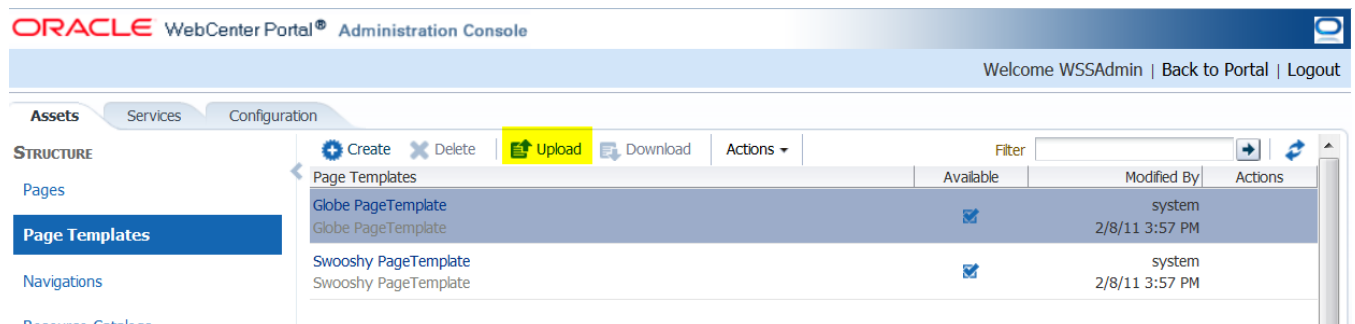 ORACLE WebCenter Portal® Administration Console
Welcome WSSAdmin | Back to Portal | Logout
Assets Services Configuration
STRUCTURE
Create Delete Upload Download Actions Filter
Pages
Page Templates Available Modified By Actions
Globe PageTemplate system
Globe PageTemplate 2/8/11 3:57 PM
Page Templates
Swooshy PageTemplate system
Swooshy PageTemplate 2/8/11 3:57 PM
Navigations